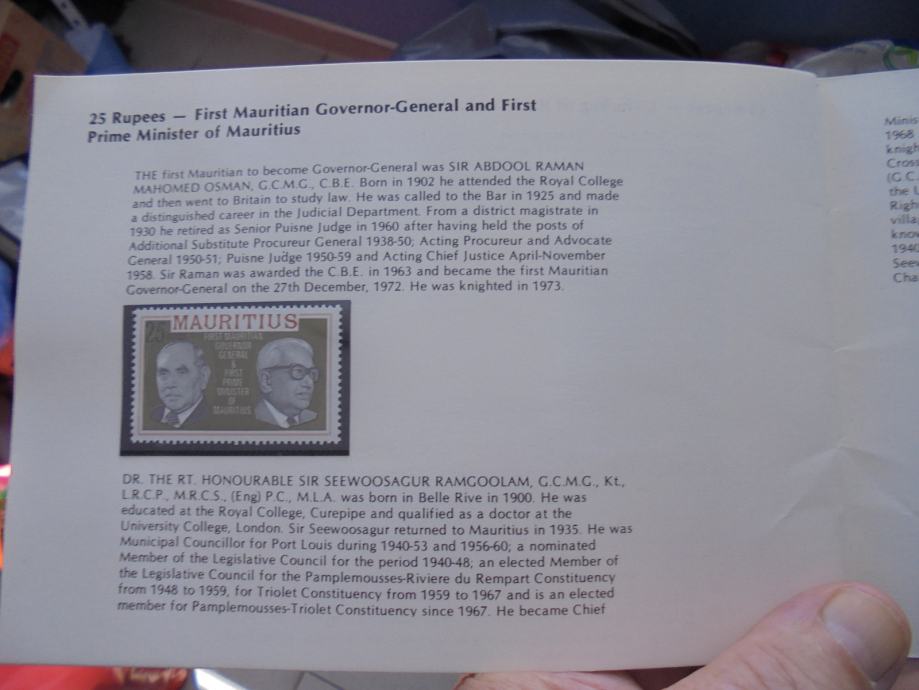 25 Rupees — First Mauritian Governor-General and First
Prime Minister of Mauritius
THE first Mauritian to become Governor-General was SIR ABDOOL RAMAN
MAHOMED OSMAN, G.C.M.G., C.B.E. Born in 1902 he attended the Royal College
and then went to Britain to study law. He was called to the Bar in 1925 and made
a distinguished career in the Judicial Department. From a district magistrate in
1930 he retired as Senior Puisne Judge in 1960 after having held the posts of
Additional Substitute Procureur General 1938-50; Acting Procureur and Advocate
General 1950-51; Puisne Judge 1950-59 and Acting Chief Justice April-November
1958. Sir Raman was awarded the C.B.E. in 1963 and became the first Mauritian
Governor-General on the 27th December, 1972. He was knighted in 1973.
25 MAURITIUS
FIRST MAURITIAN
GOVERNOR
GENERAL
&
FIRST
PRIME
MINISTER
OF
MAURITIUS
DR. THE RT. HONOURABLE SIR SEEWOOSAGUR RAMGOOLAM, G.C.M.G., Kt.,
L.R.C.P., M.R.C.S., (Eng) P.C., M.L.A. was born in Belle Rive in 1900. He was
educated at the Royal College, Curepipe and qualified as a doctor at the
University College, London. Sir Seewoosagur returned to Mauritius in 1935. He was
Municipal Councillor for Port Louis during 1940-53 and 1956-60; a nominated
Member of the Legislative Council for the period 1940-48; an elected Member of
the Legislative Council for the Pamplemousses-Riviere du Rempart Constituency
from 1948 to 1959, for Triolet Constituency from 1959 to 1967 and is an elected
member for Pamplemousses-Triolet Constituency since 1967. He became Chief
Minis
1968
knigh
Cross
(G.C.
the
Righ
villa
know
1940
Seew
Cha